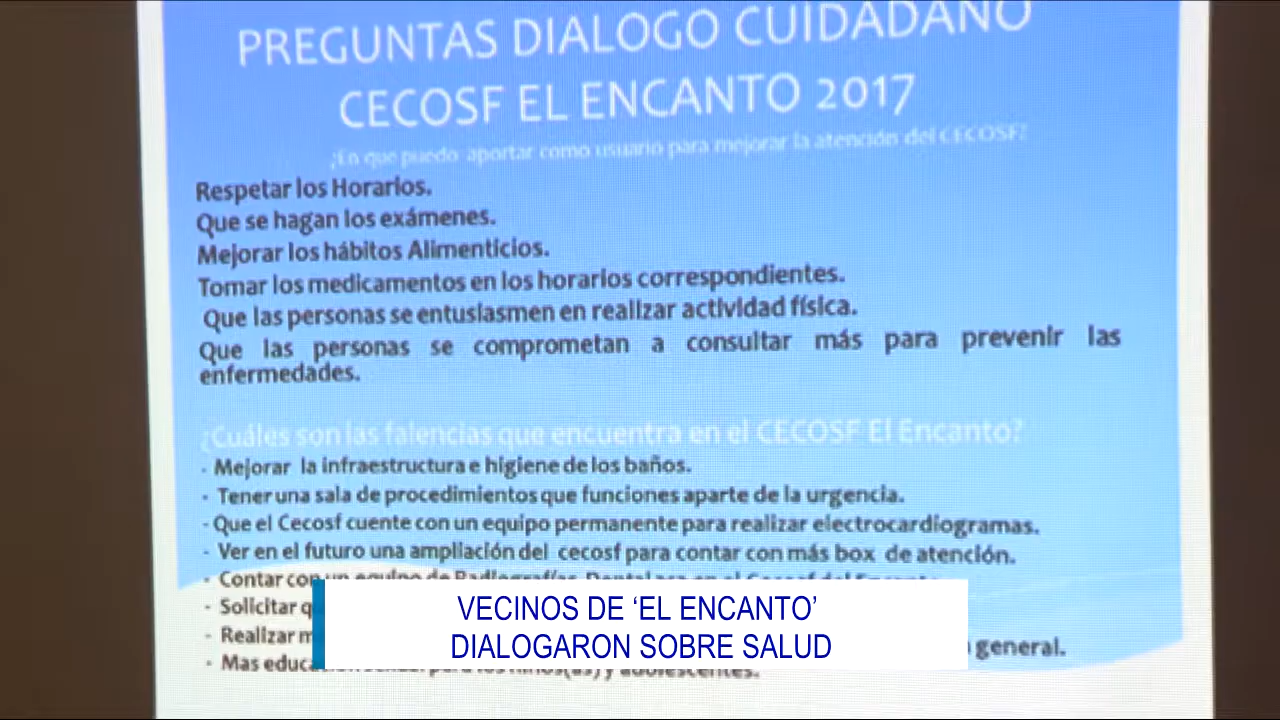 PREGUNTAS DIALOGO CUIDADANO
CECOSF EL ENCANTO 2017
¿En que puedo aportar como usuario para mejorar la atención del CECOSF?
Respetar los Horarios.
Que se hagan los exámenes.
Mejorar los hábitos Alimenticios.
Tomar los medicamentos en los horarios correspondientes.
Que las personas se entusiasmen en realizar actividad física.
Que las personas se comprometan a consultar más para prevenir las
enfermedades.
¿Cuáles son las falencias que encuentra en el CECOSF El Encanto?
- Mejorar la infraestructura e higiene de los baños.
- Tener una sala de procedimientos que funciones aparte de la urgencia.
- Que el Cecosf cuente con un equipo permanente para realizar electrocardiogramas.
- Ver en el futuro una ampliación del cecosf para contar con más box de atención.
- Contar con un equipo de Radiografías Dental
- Solicitar
- Realizar general.
- Mas y adolescentes.
VECINOS DE ‘EL ENCANTO’
DIALOGARON SOBRE SALUD